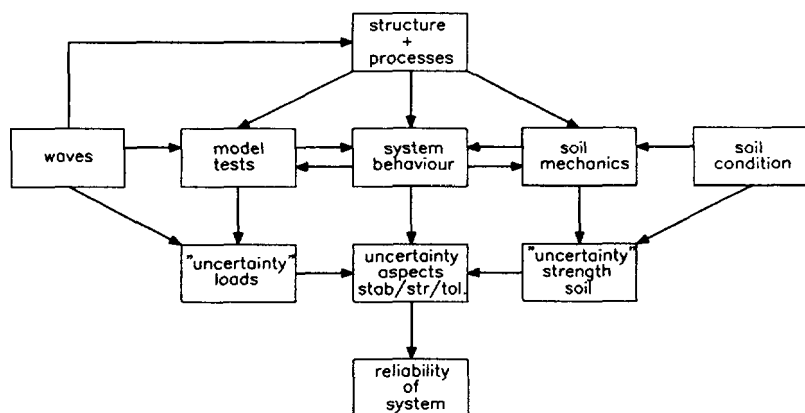 structure
+
processes
waves
model
tests
system
behaviour
soil
mechanics
soil
condition
"uncertainty"
loads
uncertainty
aspects
stab/str/tol.
"uncertainty"
strength
soil
reliability
of
system